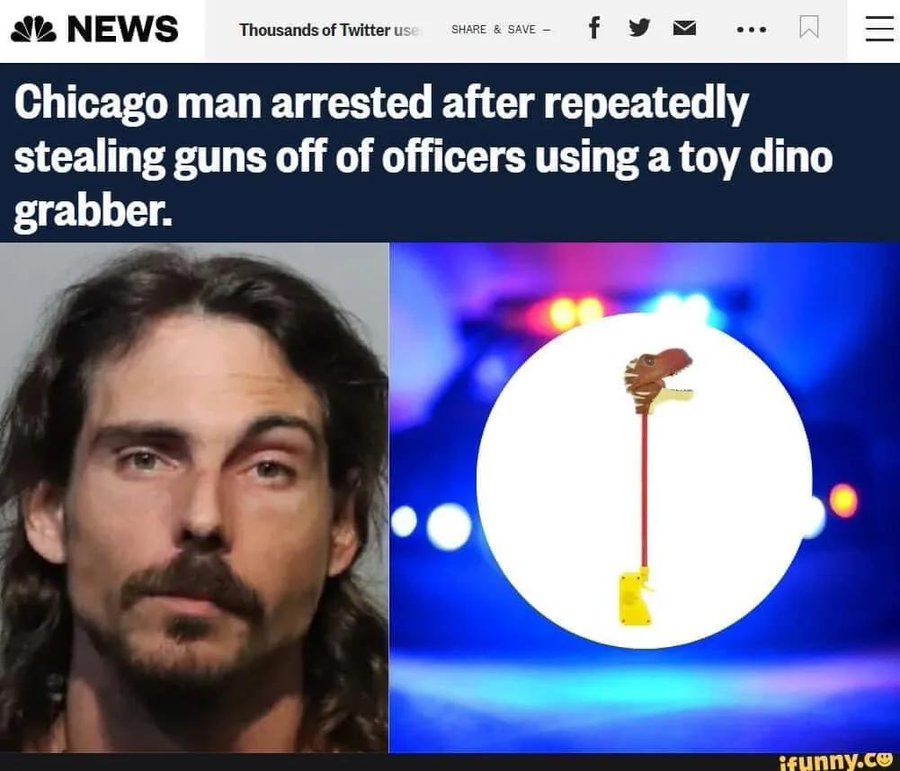 NEWS
Thousands of Twitter use
SHARE & SAVE –
Chicago man arrested after repeatedly
stealing guns off of officers using a toy dino
grabber.
ifunny.co